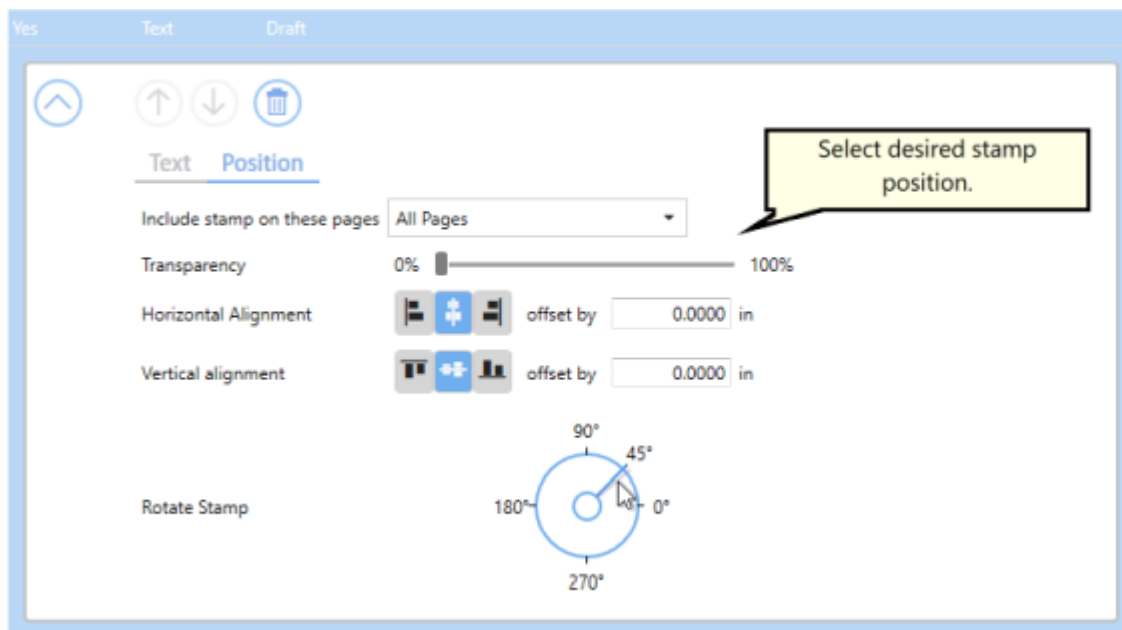 Yes Text Draft
Text Position
Select desired stamp
position.
Include stamp on these pages All Pages
Transparency 0% 100%
Horizontal Alignment offset by 0.0000 in
Vertical alignment offset by 0.0000 in
90°
45°
Rotate Stamp 180° 0°
270°